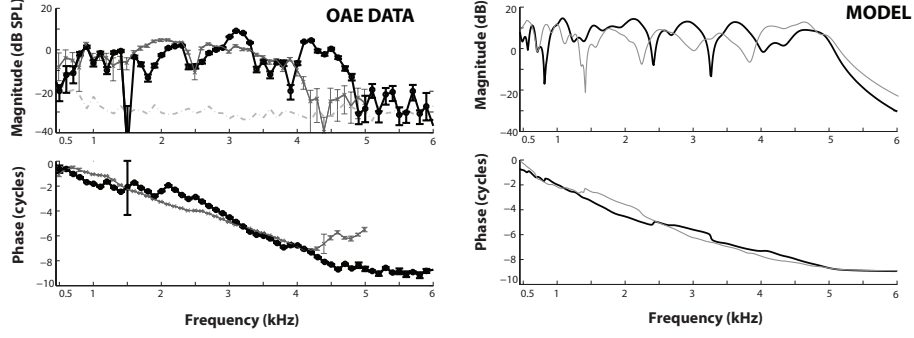 OAE DATA
Magnitude (dB SPL)
20
0
−20
−40
0.5 1 2 3 4 5 6
Phase (cycles)
0
−2
−4
−6
−8
−10
0.5 1 2 3 4 5 6
Frequency (kHz)
MODEL
Magnitude (dB)
20
0
−20
−40
0.5 1 2 3 4 5 6
Phase (cycles)
0
−2
−4
−6
−8
−10
0.5 1 2 3 4 5 6
Frequency (kHz)